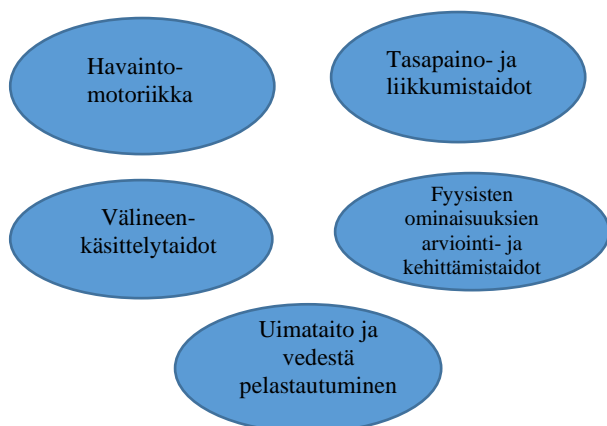 Havainto-
motoriikka
Tasapaino- ja
liikkumistaidot
Välineen-
käsittelytaidot
Fyysisten
ominaisuuksien
arviointi- ja
kehittämistaidot
Uimataito ja
vedestä
pelastautuminen